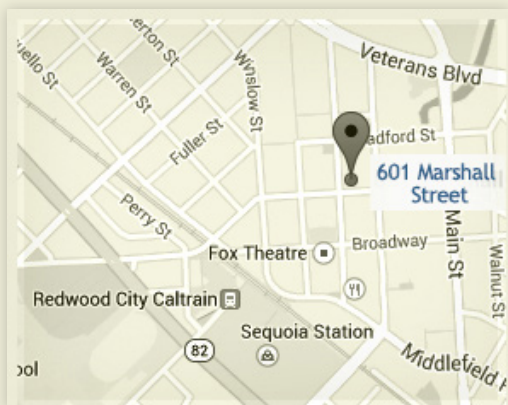 Veterans Blvd
Warren St
Winslow St
Fuller St
601 Marshall
Street
Perry St
Broadway
Fox Theatre
Main St
Walnut St
Redwood City Caltrain
Sequoia Station
82
Middlefield